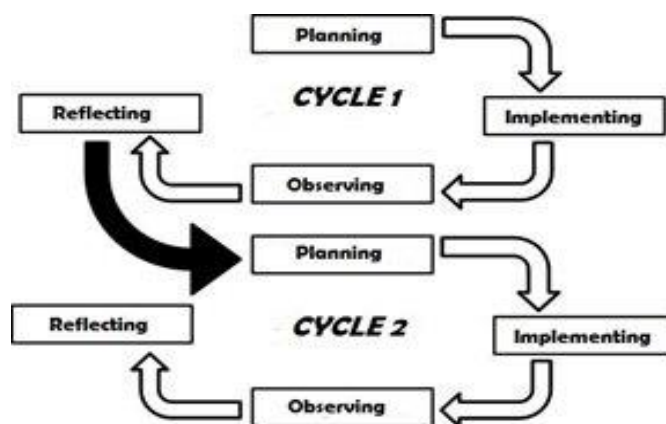 Planning
CYCLE 1
Reflecting
Implementing
Observing
Planning
Reflecting
CYCLE 2
Implementing
Observing